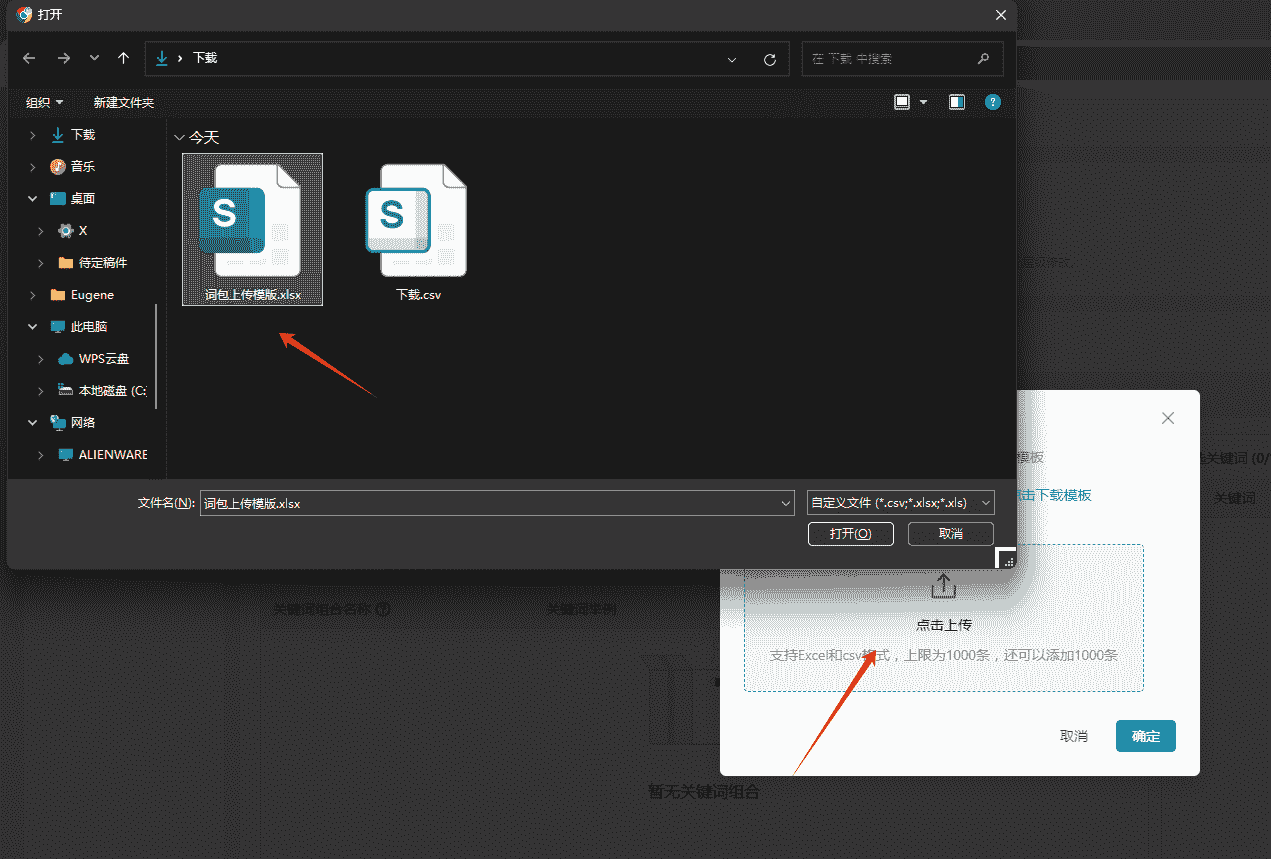 打开
下载
在 下载 中搜索
组织
新建文件夹
?
下载
音乐
桌面
X
待定稿件
Eugene
此电脑
WPS云盘
本地磁盘 (C:
网络
ALIENWARE
今天
S
词包上传模版.xlsx
S
下载.csv
文件名(N):
词包上传模版.xlsx
自定义文件 (*.csv;*.xlsx;*.xls)
打开(O)
取消
模板
击下载模板
关键词 (0/
关键词
点击上传
支持Excel和csv格式，上限为1000条，还可以添加1000条
取消
确定
关键词组合名称 ?
关键词举例
暂无关键词组合